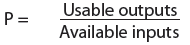 P = Usable outputs
Available inputs